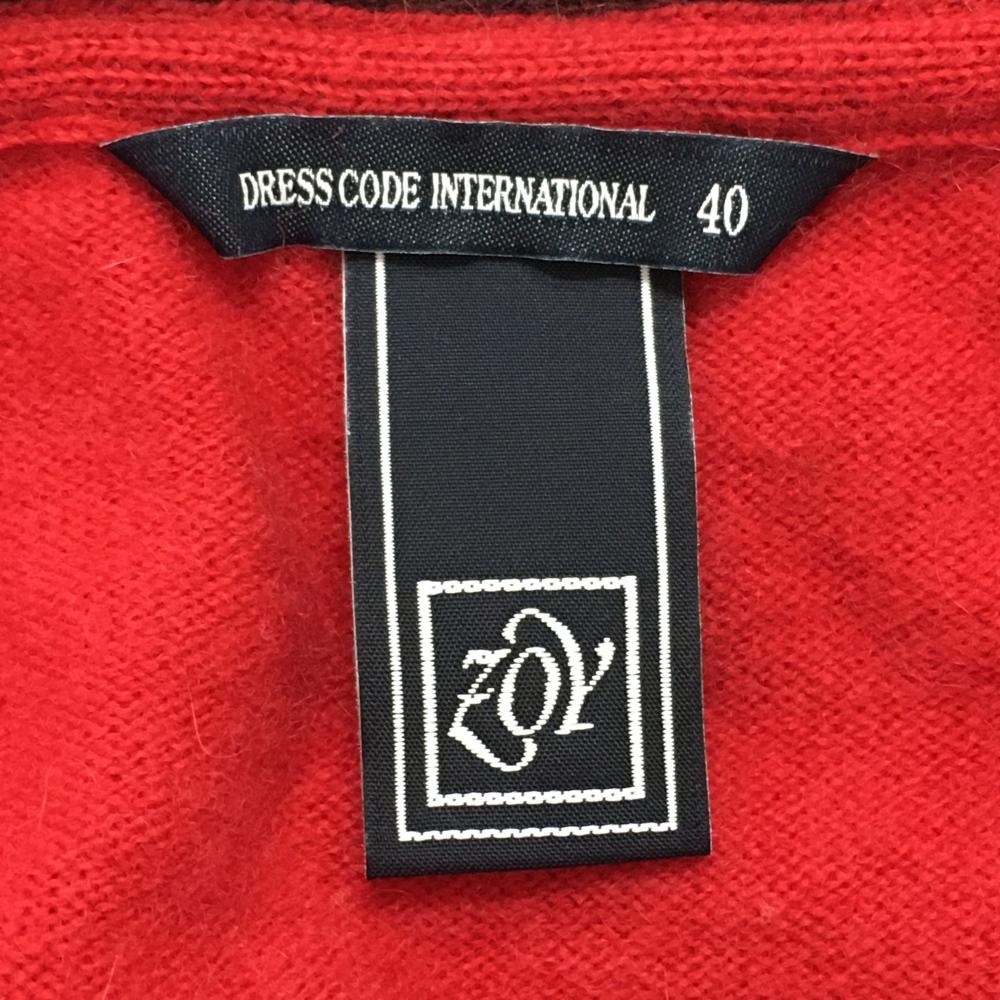 DRESS CODE INTERNATIONAL 40
ZOY